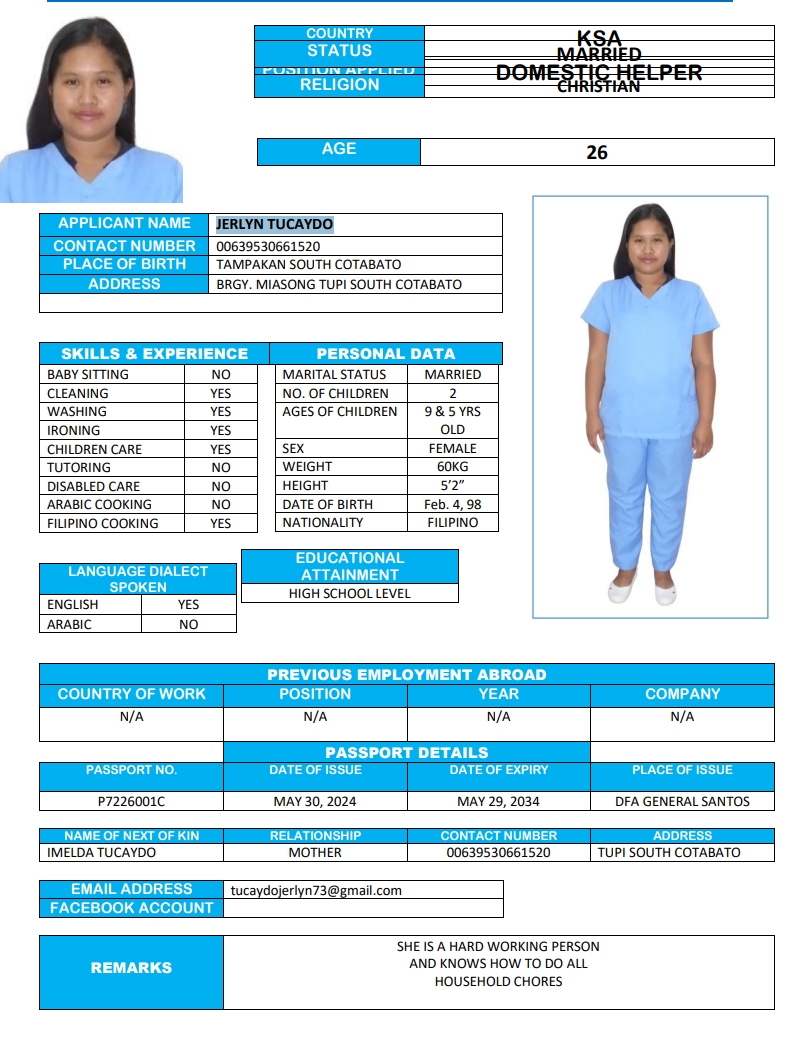 COUNTRY KSA
STATUS MARRIED
POSITION APPLIED DOMESTIC HELPER
RELIGION CHRISTIAN
AGE 26
APPLICANT NAME JERLYN TUCAYDO
CONTACT NUMBER 00639530661520
PLACE OF BIRTH TAMPAKAN SOUTH COTABATO
ADDRESS BRGY. MIASONG TUPI SOUTH COTABATO
SKILLS & EXPERIENCE
BABY SITTING NO
CLEANING YES
WASHING YES
IRONING YES
CHILDREN CARE YES
TUTORING NO
DISABLED CARE NO
ARABIC COOKING NO
FILIPINO COOKING YES
PERSONAL DATA
MARITAL STATUS MARRIED
NO. OF CHILDREN 2
AGES OF CHILDREN 9 & 5 YRS
OLD
SEX FEMALE
WEIGHT 60KG
HEIGHT 5’2”
DATE OF BIRTH Feb. 4, 98
NATIONALITY FILIPINO
LANGUAGE DIALECT
SPOKEN
ENGLISH YES
ARABIC NO
EDUCATIONAL
ATTAINMENT
HIGH SCHOOL LEVEL
PREVIOUS EMPLOYMENT ABROAD
COUNTRY OF WORK POSITION YEAR COMPANY
N/A N/A N/A N/A
PASSPORT DETAILS
PASSPORT NO. DATE OF ISSUE DATE OF EXPIRY PLACE OF ISSUE
P7226001C MAY 30, 2024 MAY 29, 2034 DFA GENERAL SANTOS
NAME OF NEXT OF KIN RELATIONSHIP CONTACT NUMBER ADDRESS
IMELDA TUCAYDO MOTHER 00639530661520 TUPI SOUTH COTABATO
EMAIL ADDRESS tucaydojerlyn73@gmail.com
FACEBOOK ACCOUNT
REMARKS
SHE IS A HARD WORKING PERSON
AND KNOWS HOW TO DO ALL
HOUSEHOLD CHORES